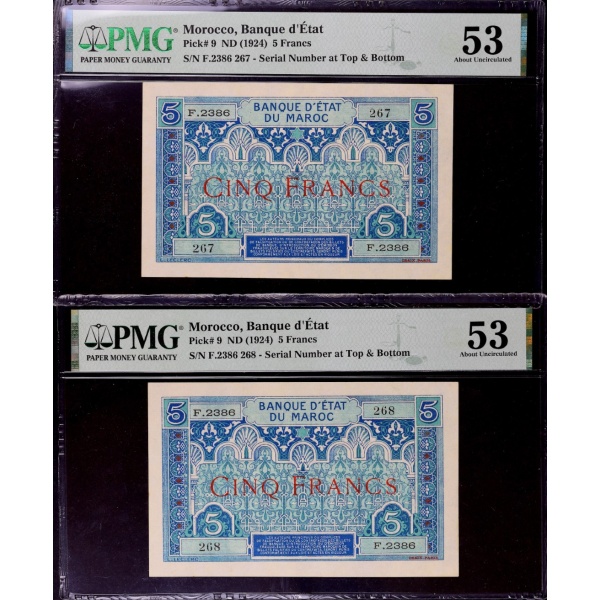 PMG
PAPER MONEY GUARANTY
Morocco, Banque d'État
Pick# 9 ND (1924) 5 Francs
S/N F.2386 267 - Serial Number at Top & Bottom
53
About Uncirculated
5
F.2386
BANQUE D'ÉTAT
DU MAROC
267
5
CINQ FRANCS
5
267
F.2386
5
PMG
PAPER MONEY GUARANTY
Morocco, Banque d'État
Pick# 9 ND (1924) 5 Francs
S/N F.2386 268 - Serial Number at Top & Bottom
53
About Uncirculated
5
F.2386
BANQUE D'ÉTAT
DU MAROC
268
5
CINQ FRANCS
5
268
F.2386
5